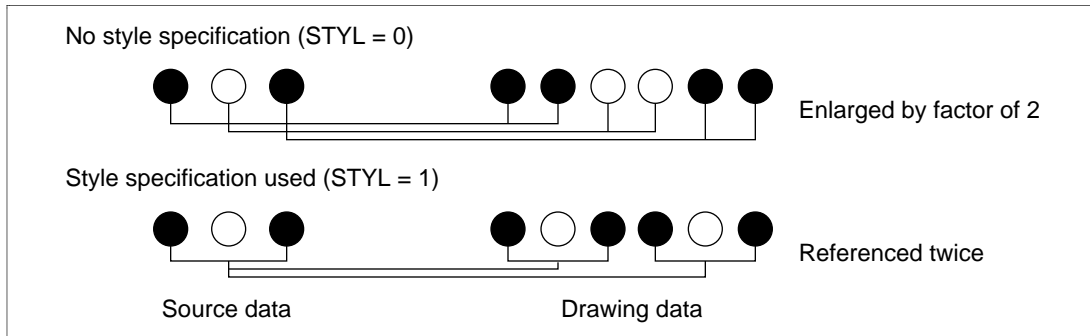 No style specification (STYL = 0)
Enlarged by factor of 2
Style specification used (STYL = 1)
Referenced twice
Source data
Drawing data